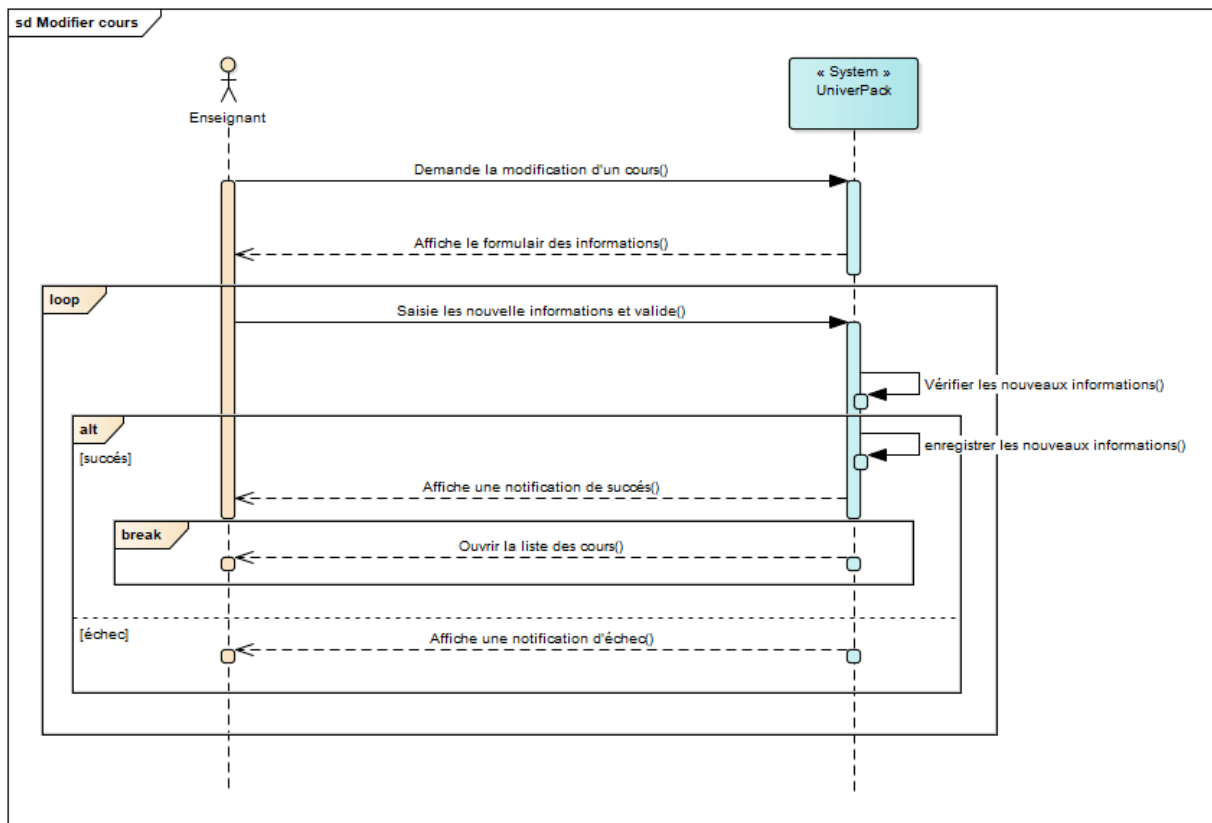 sd Modifier cours
« System »
UniverPack
Enseignant
Demande la modification d'un cours()
Affiche le formulair des informations()
loop
Saisie les nouvelle informations et valide()
Vérifier les nouveaux informations()
alt
[succés]
enregistrer les nouveaux informations()
Affiche une notification de succés()
break
Ouvrir la liste des cours()
[échec]
Affiche une notification d'échec()